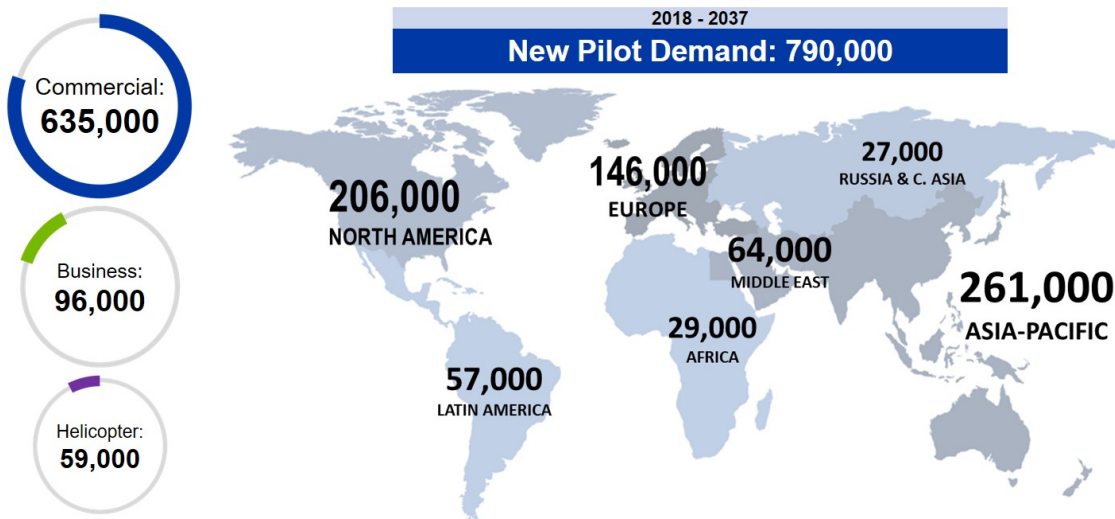 2018 - 2037
New Pilot Demand: 790,000
Commercial:
635,000
Business:
96,000
Helicopter:
59,000
206,000
NORTH AMERICA
146,000
EUROPE
27,000
RUSSIA & C. ASIA
64,000
MIDDLE EAST
261,000
ASIA-PACIFIC
29,000
AFRICA
57,000
LATIN AMERICA